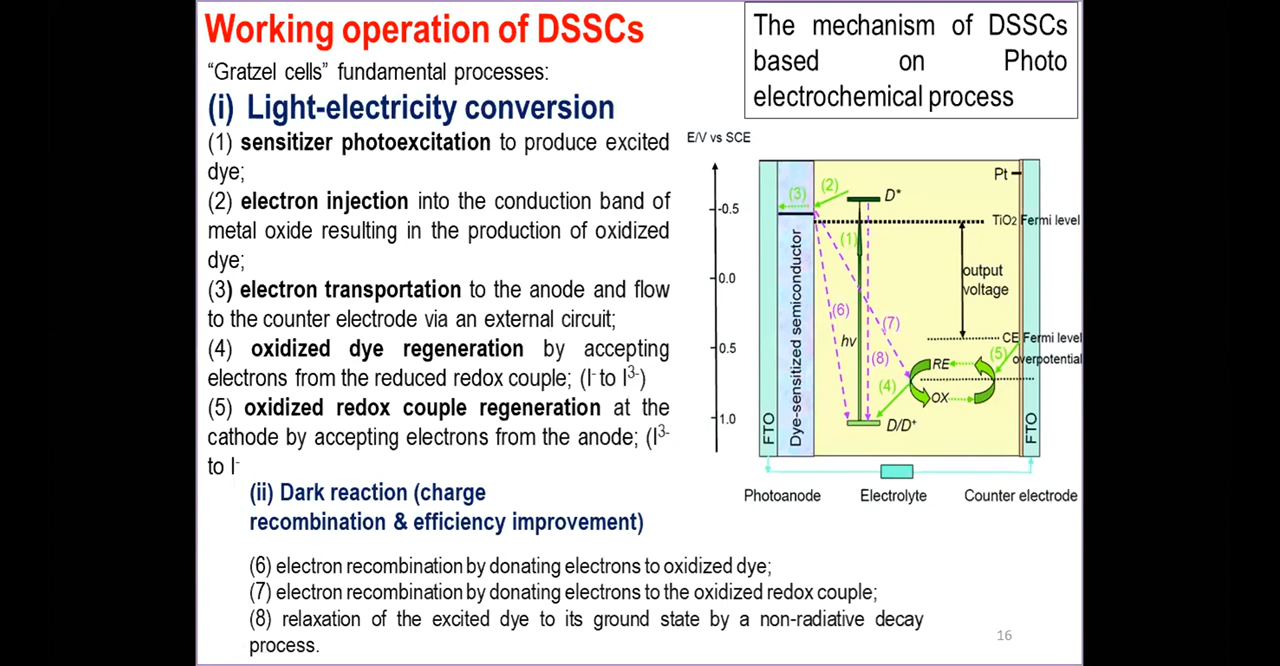 Working operation of DSSCs
“Gratzel cells” fundamental processes:
(i) Light-electricity conversion
(1) sensitizer photoexcitation to produce excited
dye;
(2) electron injection into the conduction band of
metal oxide resulting in the production of oxidized
dye;
(3) electron transportation to the anode and flow
to the counter electrode via an external circuit;
(4) oxidized dye regeneration by accepting
electrons from the reduced redox couple; (I⁻ to I³⁻)
(5) oxidized redox couple regeneration at the
cathode by accepting electrons from the anode; (I³⁻
to I⁻
(ii) Dark reaction (charge
recombination & efficiency improvement)
(6) electron recombination by donating electrons to oxidized dye;
(7) electron recombination by donating electrons to the oxidized redox couple;
(8) relaxation of the excited dye to its ground state by a non-radiative decay
process.
The mechanism of DSSCs
based on Photo
electrochemical process
E/V vs SCE
-0.5
0.0
0.5
1.0
FTO
Dye-sensitized semiconductor
(3)
(2)
D*
(1)
(6)
hv
(7)
(8)
(4)
D/D⁺
Pt
TiO₂ Fermi level
output
voltage
CE Fermi level
(5)
overpotential
RE
OX
FTO
Photoanode
Electrolyte
Counter electrode
16